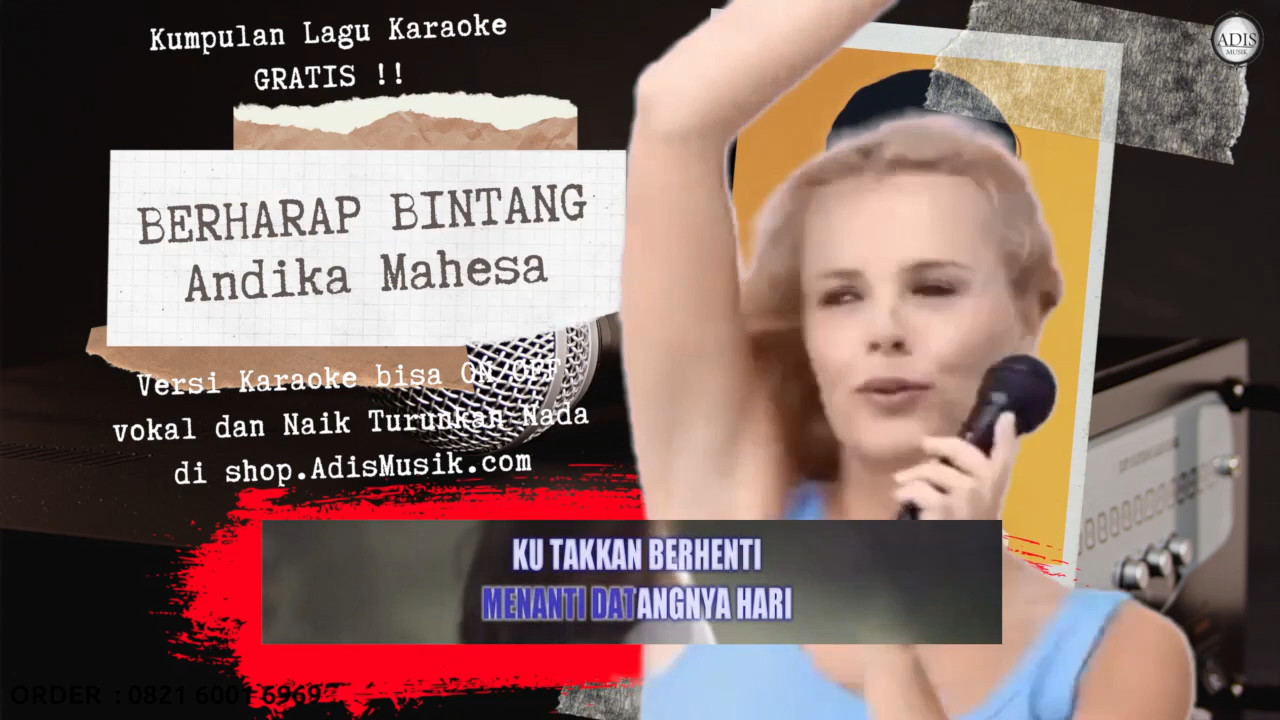 Kumpulan Lagu Karaoke
GRATIS !!
ADIS
MUSIK
BERHARAP BINTANG
Andika Mahesa
Versi Karaoke bisa ON OFF
vokal dan Naik Turunkan Nada
di shop.AdisMusik.com
KU TAKKAN BERHENTI
MENANTI DATANGNYA HARI
ORDER : 0821 6001 6969